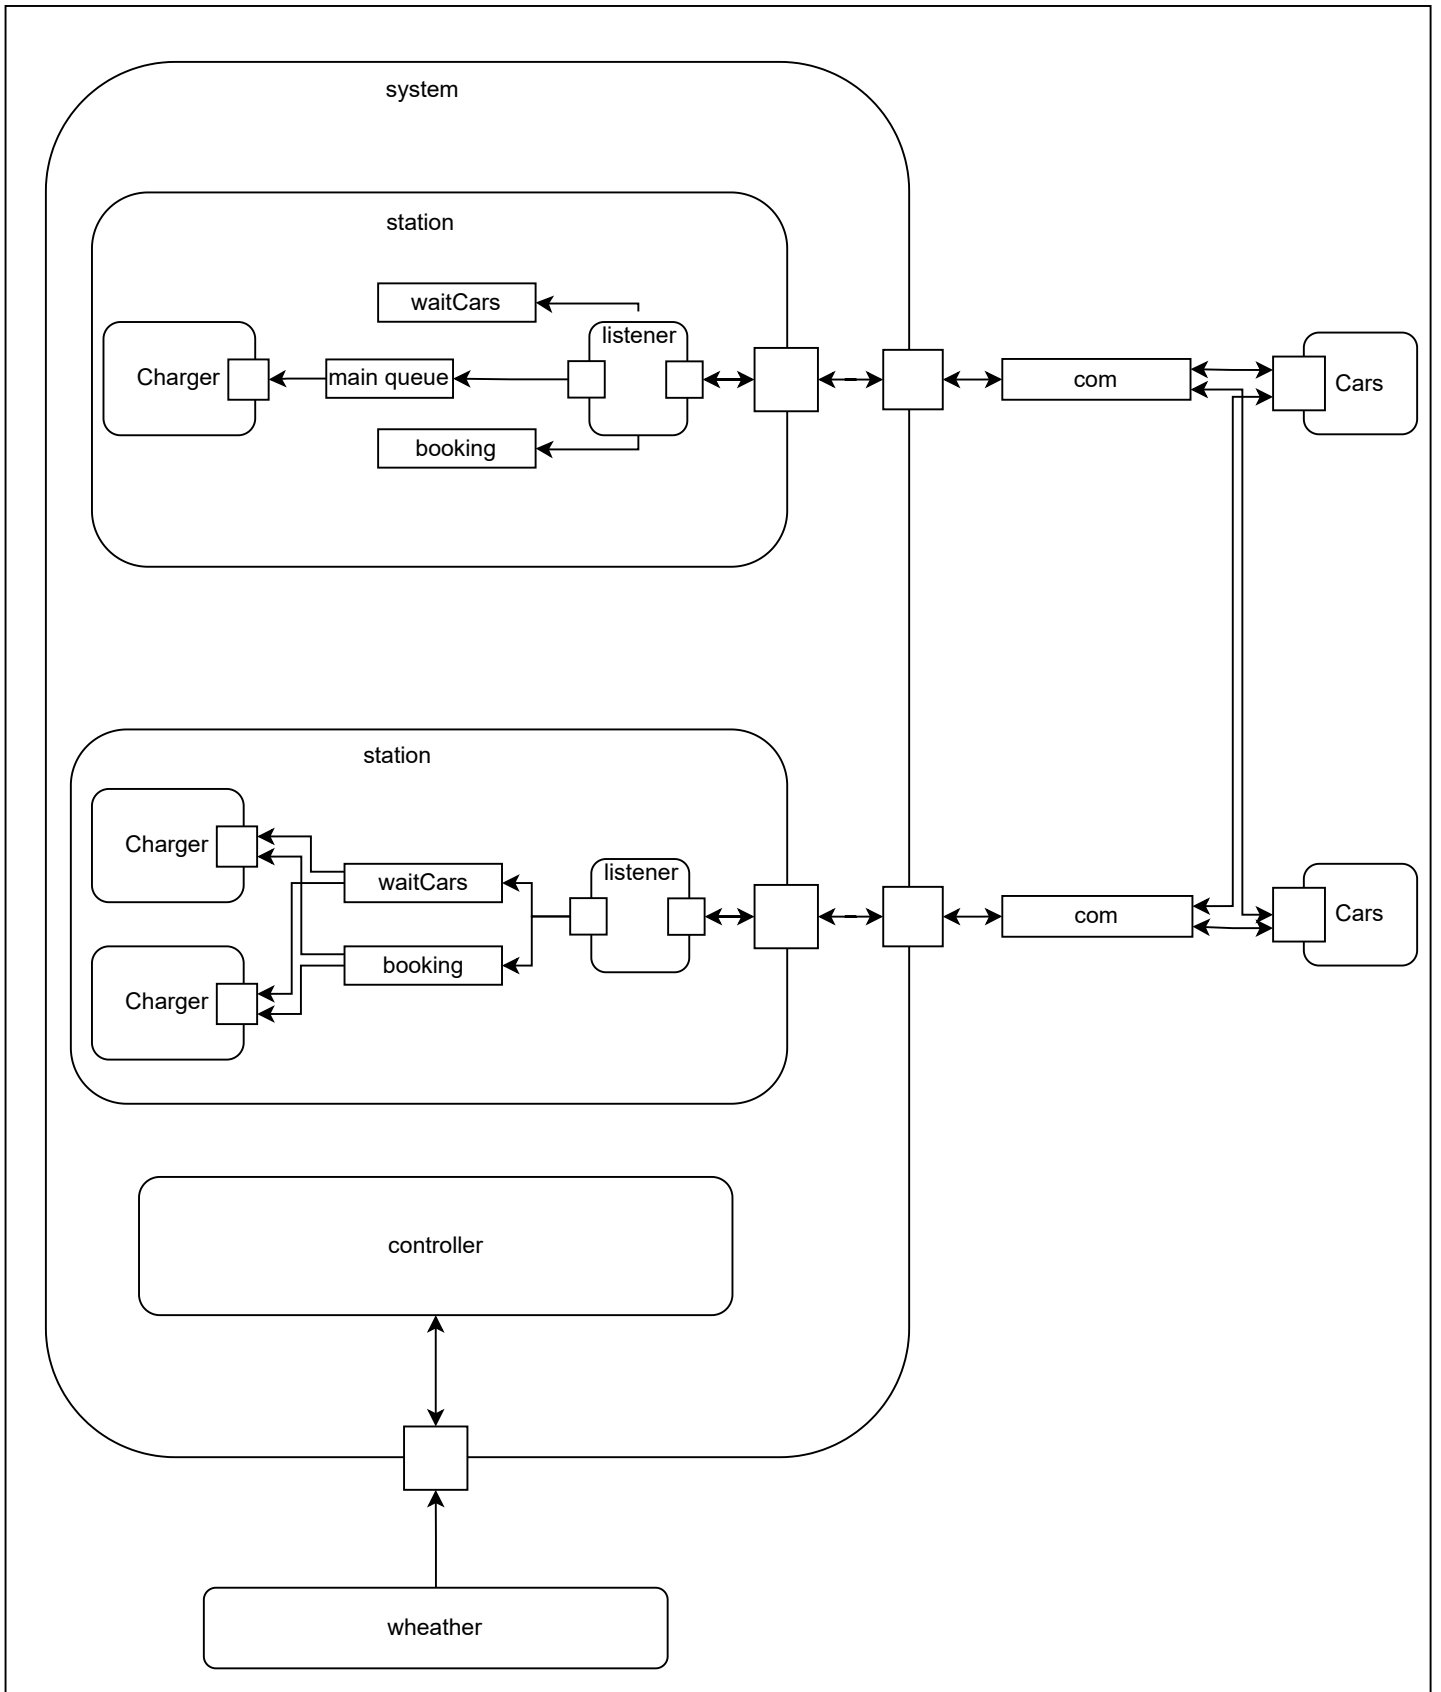 system
station
waitCars
listener
Charger
main queue
com
Cars
booking
station
Charger
listener
waitCars
com
Cars
booking
Charger
controller
wheather